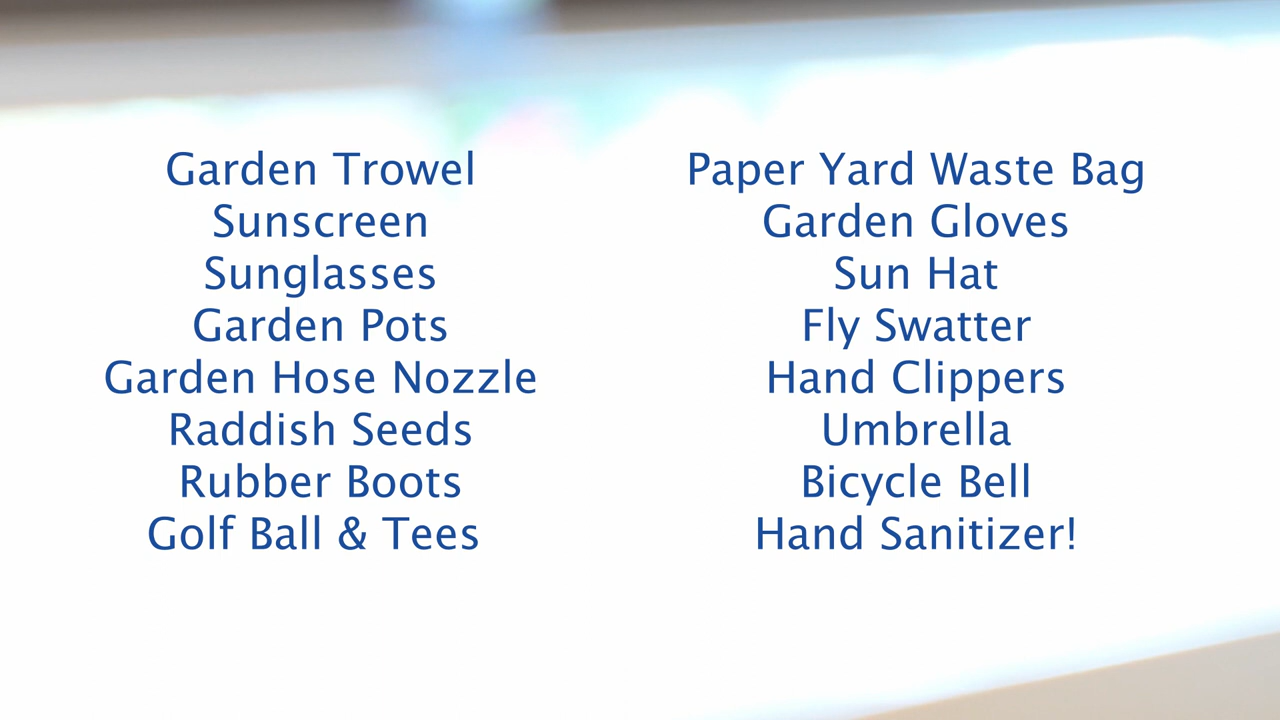 Garden Trowel
Sunscreen
Sunglasses
Garden Pots
Garden Hose Nozzle
Raddish Seeds
Rubber Boots
Golf Ball & Tees
Paper Yard Waste Bag
Garden Gloves
Sun Hat
Fly Swatter
Hand Clippers
Umbrella
Bicycle Bell
Hand Sanitizer!